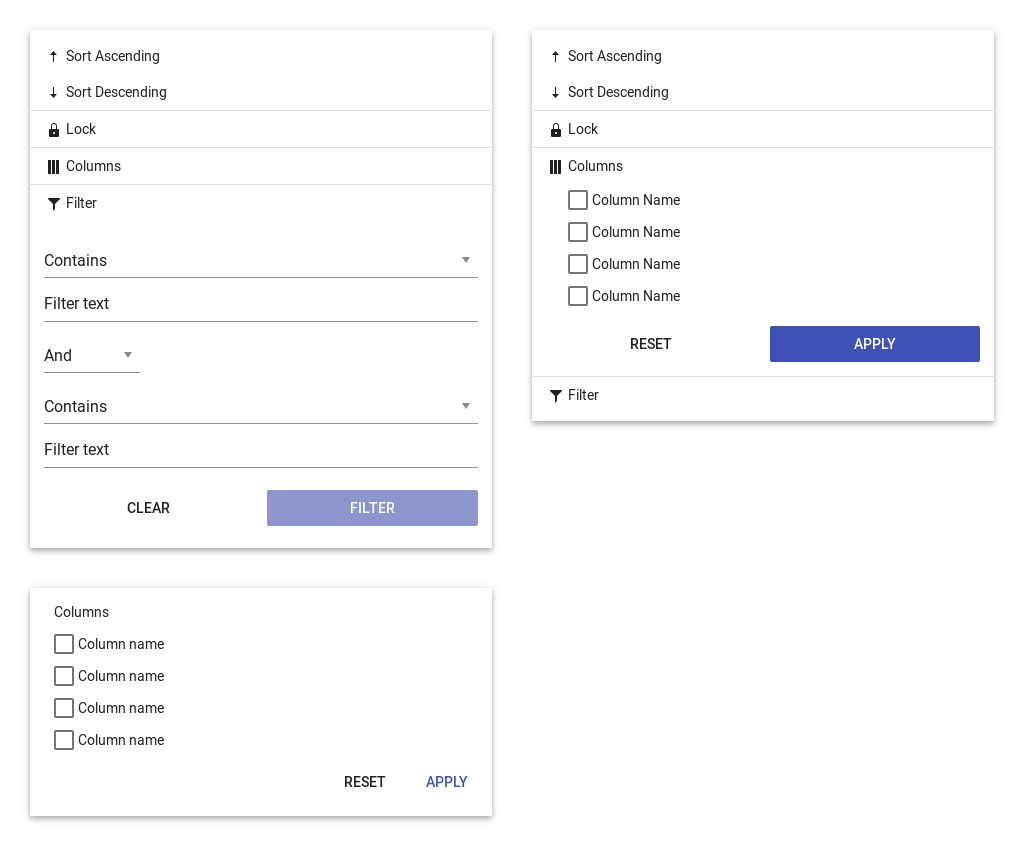 Sort Ascending
Sort Descending
Lock
Columns
Filter
Contains
Filter text
And
Contains
Filter text
CLEAR FILTER
Sort Ascending
Sort Descending
Lock
Columns
Column Name
Column Name
Column Name
Column Name
RESET APPLY
Filter
Columns
Column name
Column name
Column name
Column name
RESET APPLY